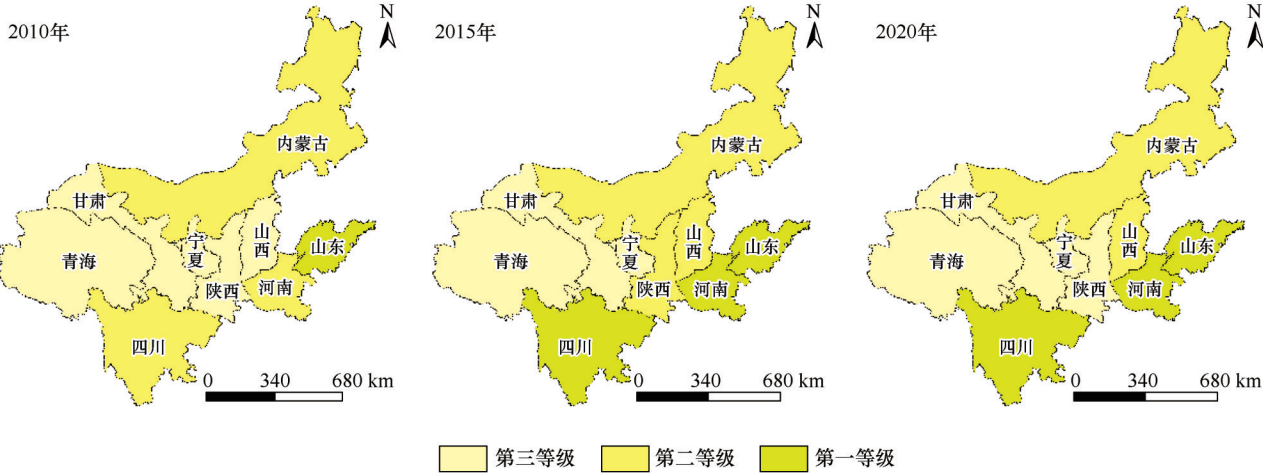 2010年
N
内蒙古
甘肃
宁夏
山西
山东
青海
陕西
河南
四川
0 340 680 km
2015年
N
内蒙古
甘肃
宁夏
山西
山东
青海
陕西
河南
四川
0 340 680 km
2020年
N
内蒙古
甘肃
宁夏
山西
山东
青海
陕西
河南
四川
0 340 680 km
第三等级 第二等级 第一等级